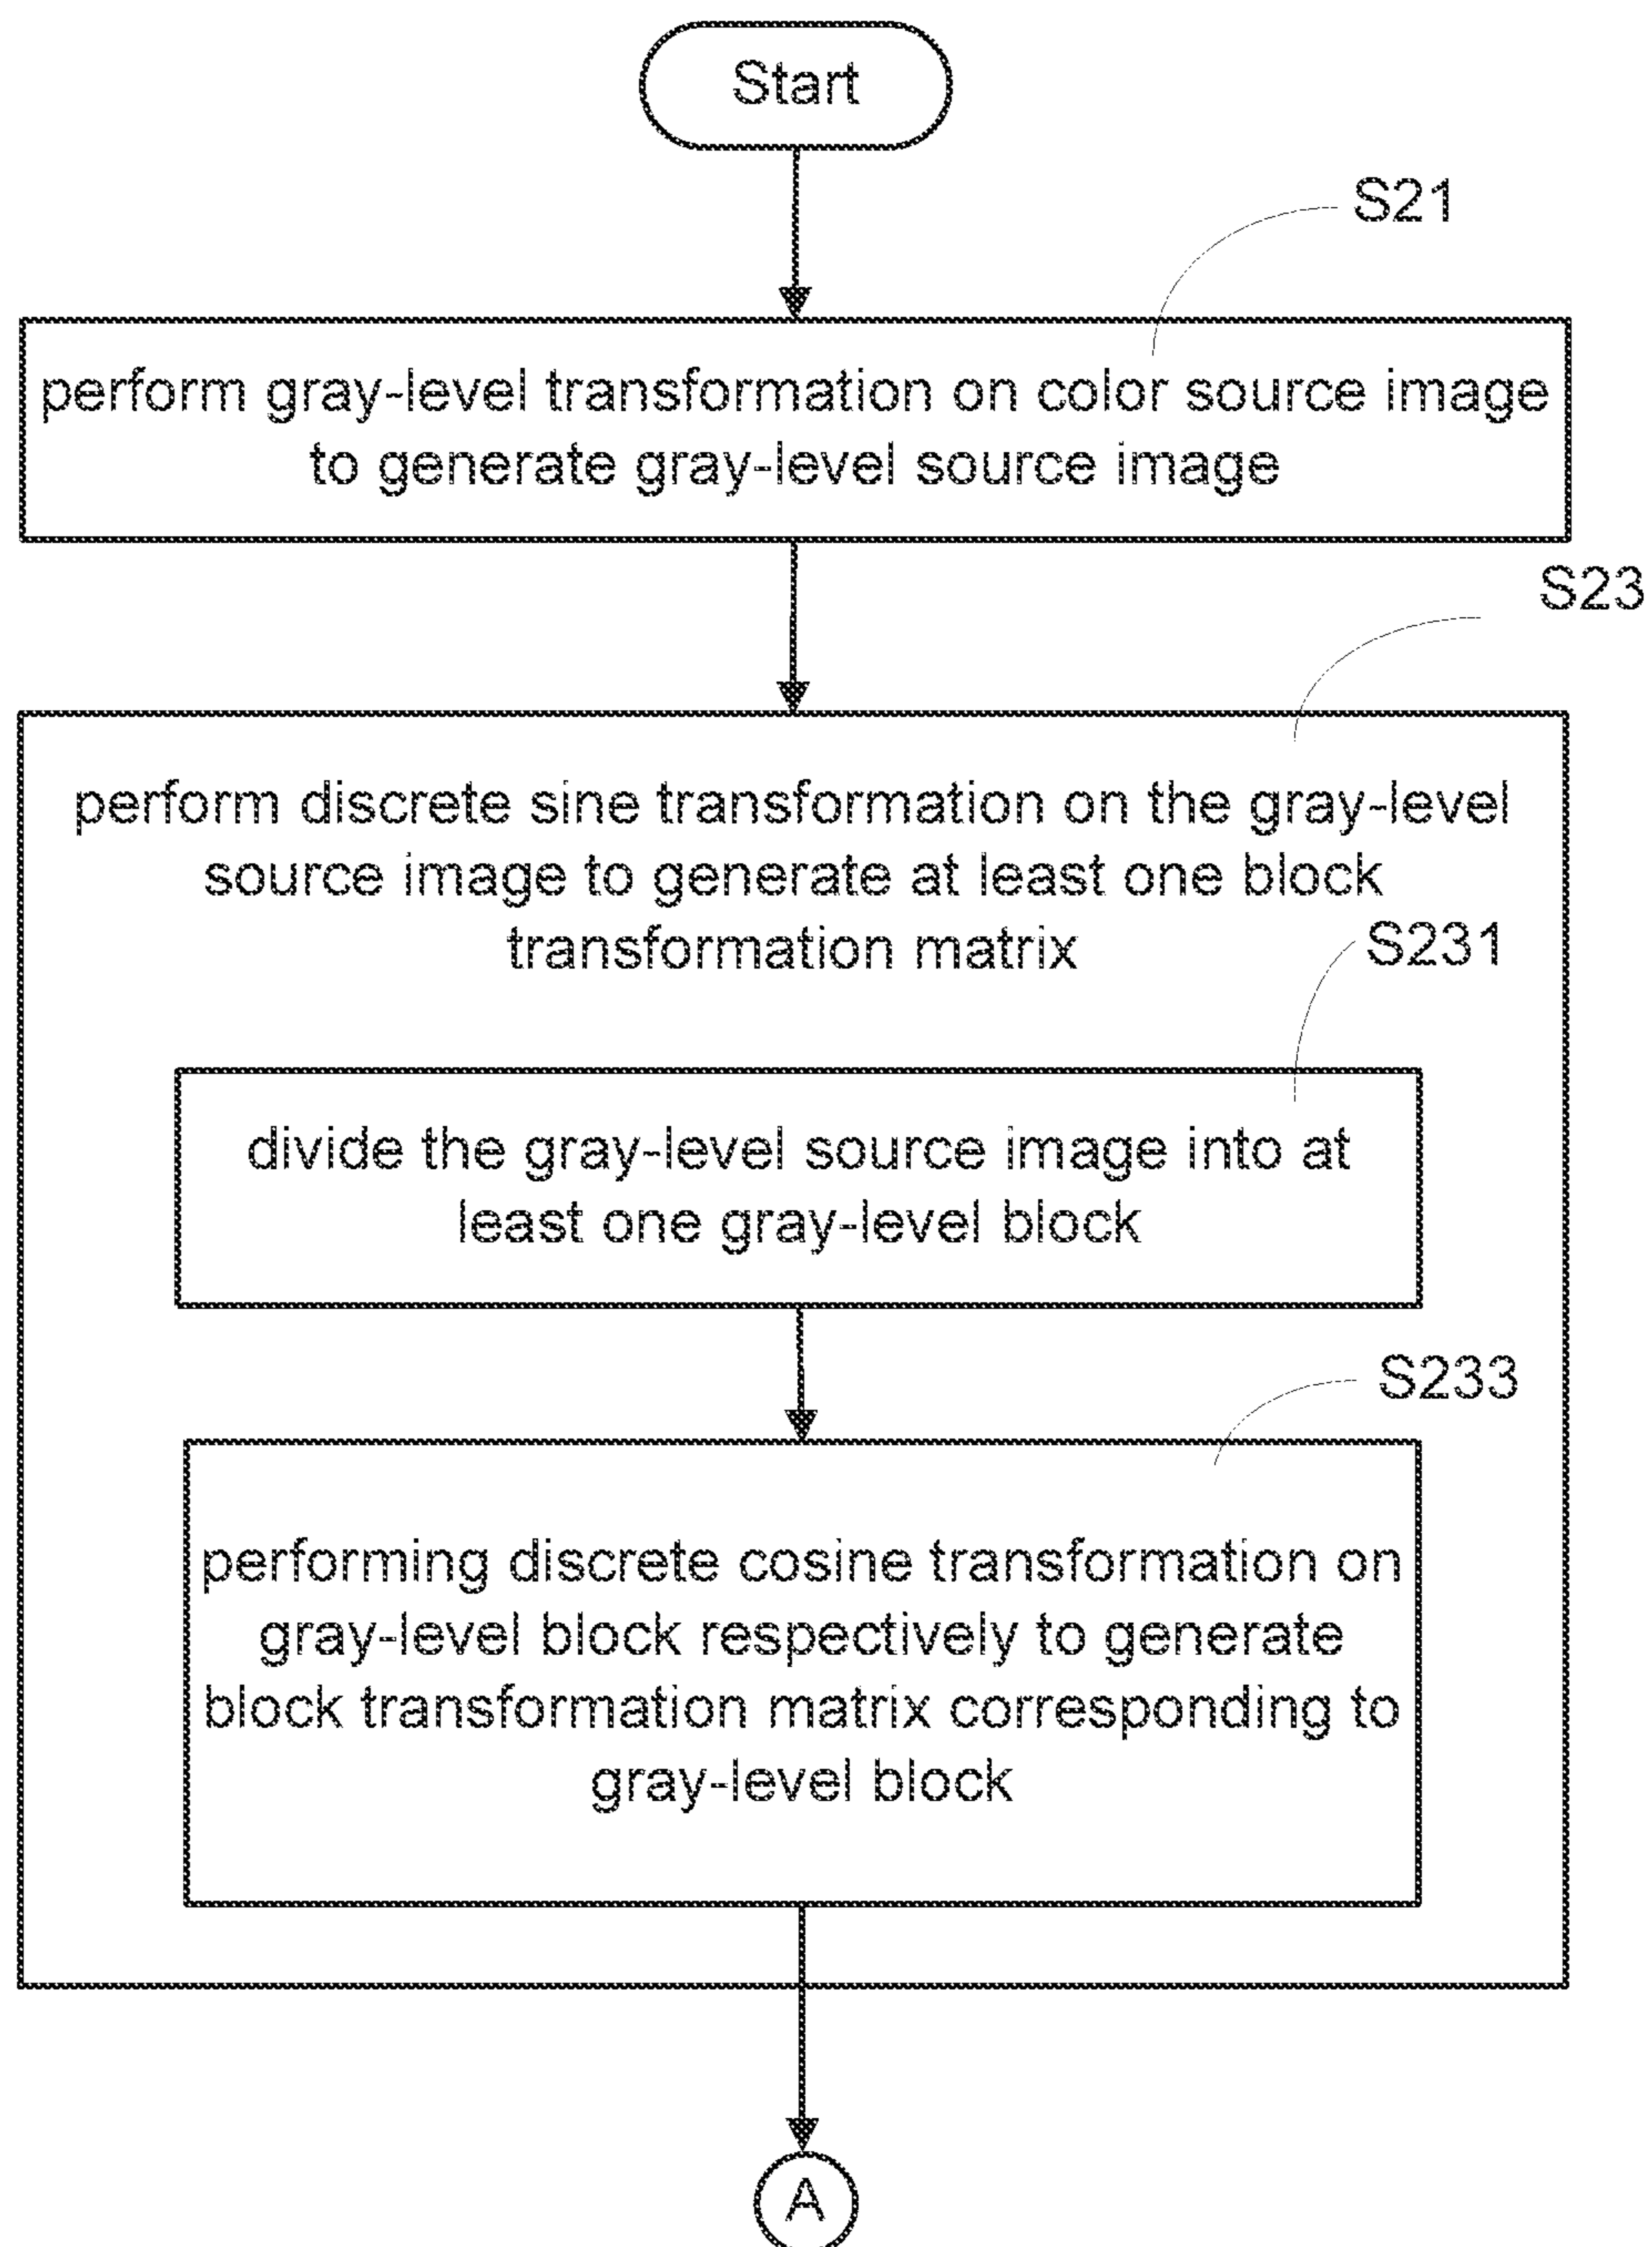 Start
S21
perform gray-level transformation on color source image
to generate gray-level source image
S23
perform discrete sine transformation on the gray-level
source image to generate at least one block
transformation matrix
S231
divide the gray-level source image into at
least one gray-level block
S233
performing discrete cosine transformation on
gray-level block respectively to generate
block transformation matrix corresponding to
gray-level block
A